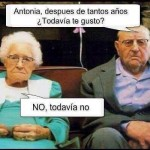 Antonia, despues de tantos años
¿Todavía te gusto?
NO, todavía no